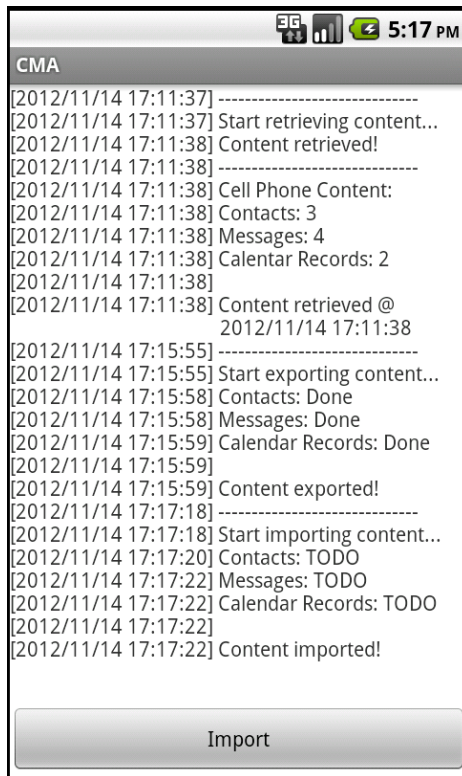 3G 5:17 PM
CMA
[2012/11/14 17:11:37] ------------------------------
[2012/11/14 17:11:37] Start retrieving content...
[2012/11/14 17:11:38] Content retrieved!
[2012/11/14 17:11:38] ------------------------------
[2012/11/14 17:11:38] Cell Phone Content:
[2012/11/14 17:11:38] Contacts: 3
[2012/11/14 17:11:38] Messages: 4
[2012/11/14 17:11:38] Calentar Records: 2
[2012/11/14 17:11:38]
[2012/11/14 17:11:38] Content retrieved @
2012/11/14 17:11:38
[2012/11/14 17:15:55] ------------------------------
[2012/11/14 17:15:55] Start exporting content...
[2012/11/14 17:15:58] Contacts: Done
[2012/11/14 17:15:58] Messages: Done
[2012/11/14 17:15:59] Calendar Records: Done
[2012/11/14 17:15:59]
[2012/11/14 17:15:59] Content exported!
[2012/11/14 17:17:18] ------------------------------
[2012/11/14 17:17:18] Start importing content...
[2012/11/14 17:17:20] Contacts: TODO
[2012/11/14 17:17:22] Messages: TODO
[2012/11/14 17:17:22] Calendar Records: TODO
[2012/11/14 17:17:22]
[2012/11/14 17:17:22] Content imported!
Import